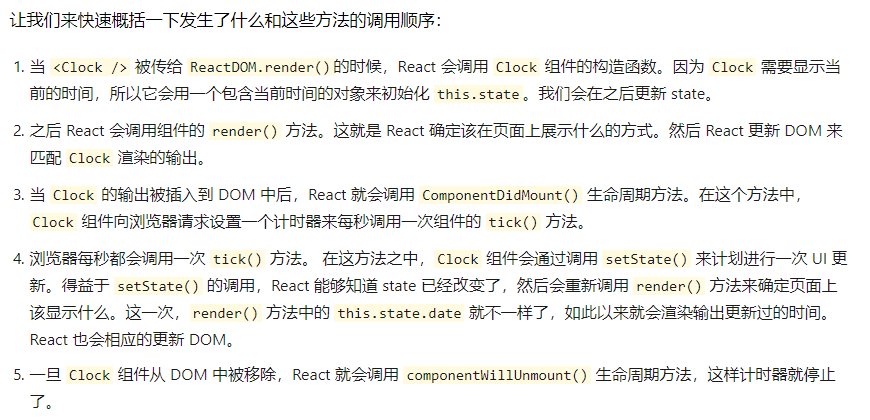 让我们来快速概括一下发生了什么和这些方法的调用顺序：
1. 当 <Clock /> 被传给 ReactDOM.render()的时候，React 会调用 Clock 组件的构造函数。因为 Clock 需要显示当
前的时间，所以它会用一个包含当前时间的对象来初始化 this.state。我们会在之后更新 state。
2. 之后 React 会调用组件的 render() 方法。这就是 React 确定该在页面上展示什么的方式。然后 React 更新 DOM 来
匹配 Clock 渲染的输出。
3. 当 Clock 的输出被插入到 DOM 中后，React 就会调用 ComponentDidMount() 生命周期方法。在这个方法中，
Clock 组件向浏览器请求设置一个计时器来每秒调用一次组件的 tick() 方法。
4. 浏览器每秒都会调用一次 tick() 方法。 在这方法之中，Clock 组件会通过调用 setState() 来计划进行一次 UI 更
新。得益于 setState() 的调用，React 能够知道 state 已经改变了，然后会重新调用 render() 方法来确定页面上
该显示什么。这一次，render() 方法中的 this.state.date 就不一样了，如此以来就会渲染输出更新过的时间。
React 也会相应的更新 DOM。
5. 一旦 Clock 组件从 DOM 中被移除，React 就会调用 componentWillUnmount() 生命周期方法，这样计时器就停止
了。